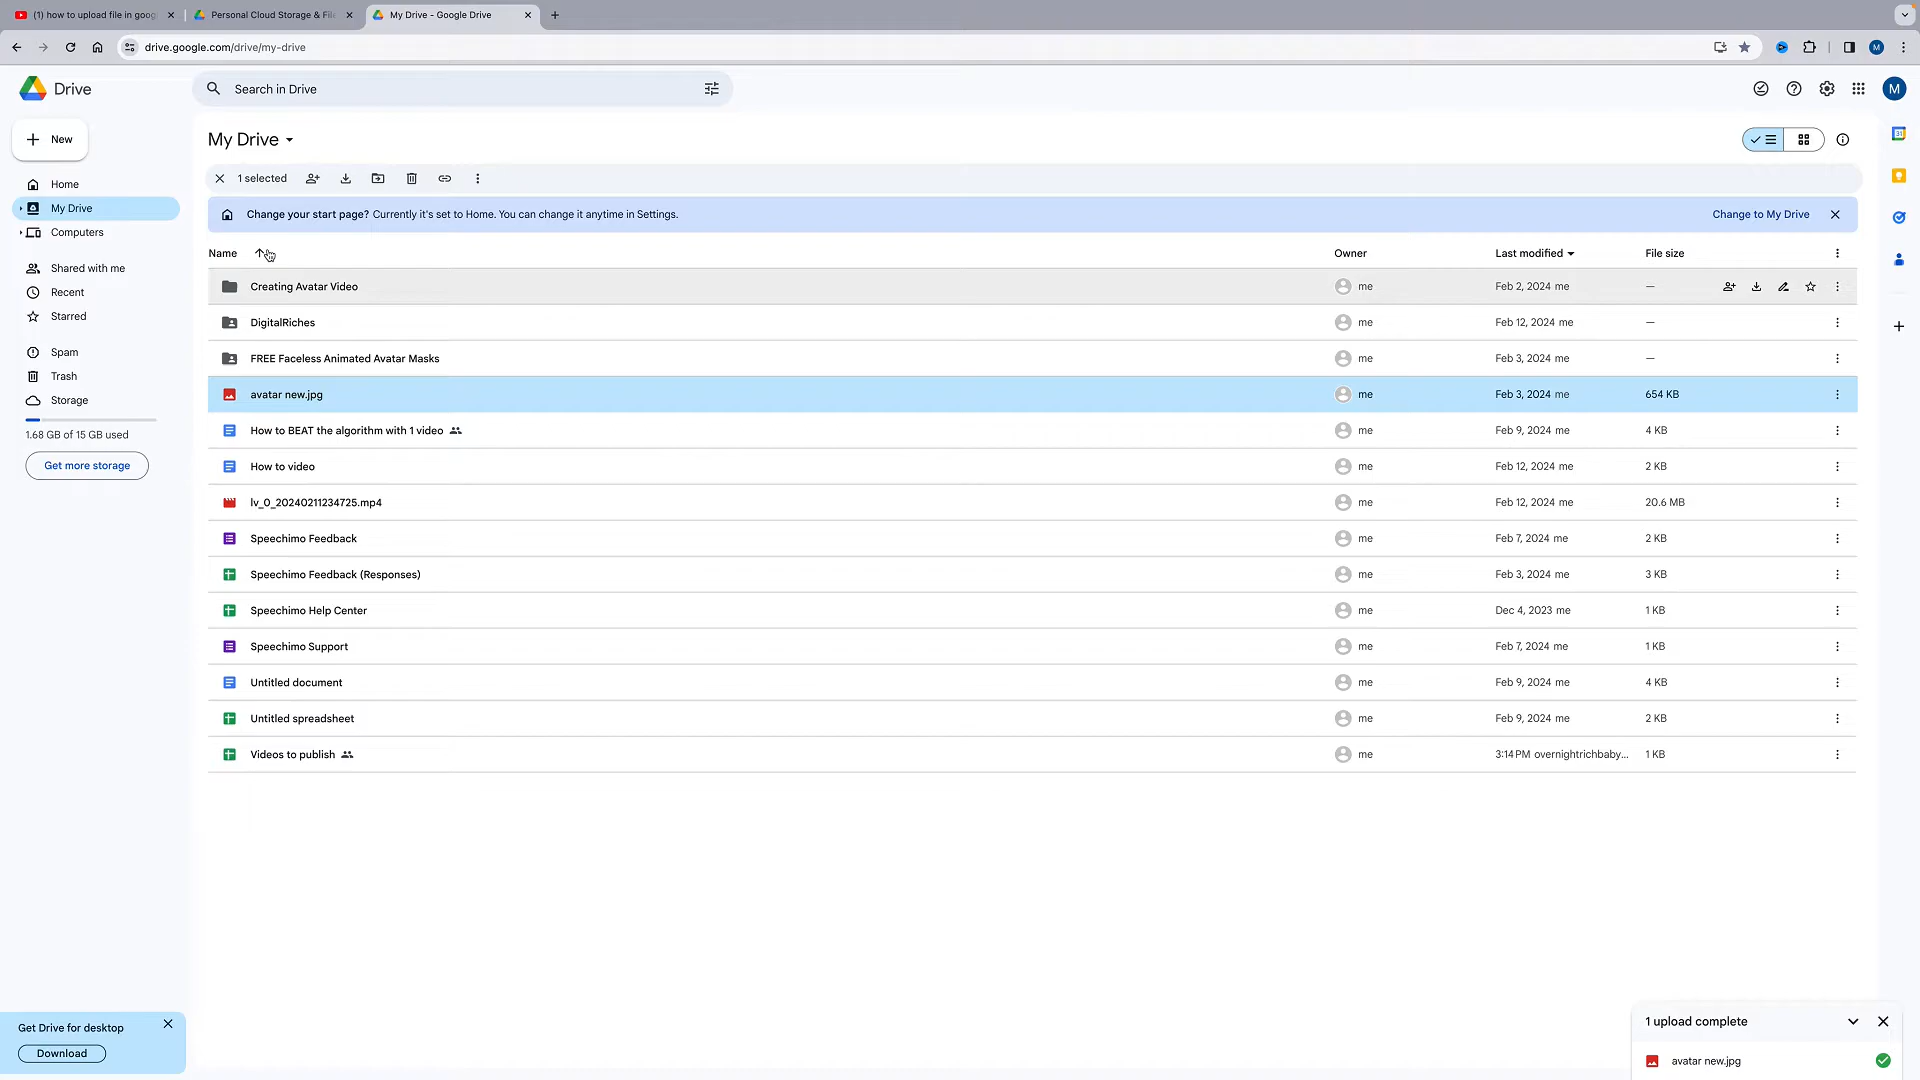 (1) how to upload file in goog
Personal Cloud Storage & File
My Drive - Google Drive
drive.google.com/drive/my-drive
M
Drive
Search in Drive
M
New
My Drive
Home
My Drive
Computers
Shared with me
Recent
Starred
Spam
Trash
Storage
1.68 GB of 15 GB used
Get more storage
1 selected
Change your start page? Currently it's set to Home. You can change it anytime in Settings. Change to My Drive
Name Owner Last modified File size
Creating Avatar Video me Feb 2, 2024 me —
DigitalRiches me Feb 12, 2024 me —
FREE Faceless Animated Avatar Masks me Feb 3, 2024 me —
avatar new.jpg me Feb 3, 2024 me 654 KB
How to BEAT the algorithm with 1 video me Feb 9, 2024 me 4 KB
How to video me Feb 12, 2024 me 2 KB
lv_0_20240211234725.mp4 me Feb 12, 2024 me 20.6 MB
Speechimo Feedback me Feb 7, 2024 me 2 KB
Speechimo Feedback (Responses) me Feb 3, 2024 me 3 KB
Speechimo Help Center me Dec 4, 2023 me 1 KB
Speechimo Support me Feb 7, 2024 me 1 KB
Untitled document me Feb 9, 2024 me 4 KB
Untitled spreadsheet me Feb 9, 2024 me 2 KB
Videos to publish me 3:14 PM overnightrichbaby... 1 KB
Get Drive for desktop
Download
1 upload complete
avatar new.jpg